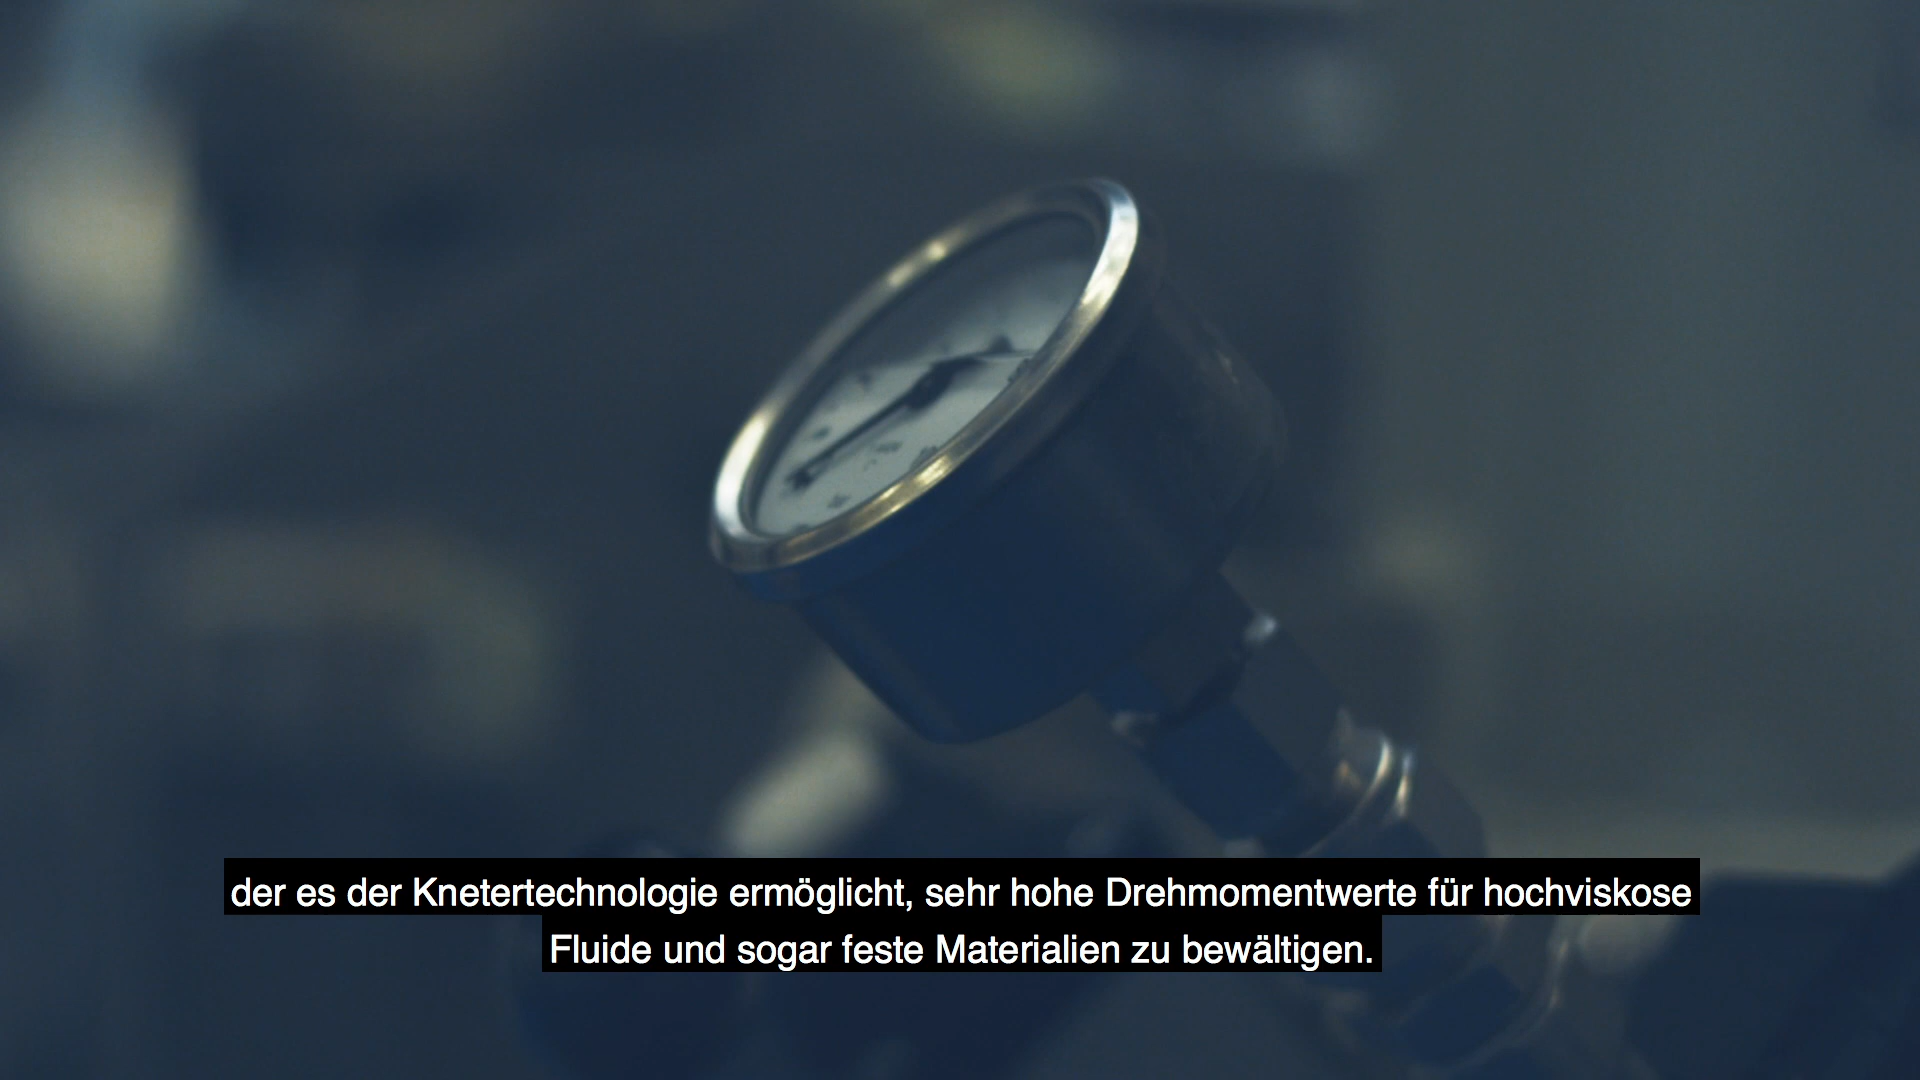 der es der Knetertechnologie ermöglicht, sehr hohe Drehmomentwerte für hochviskose
Fluide und sogar feste Materialien zu bewältigen.